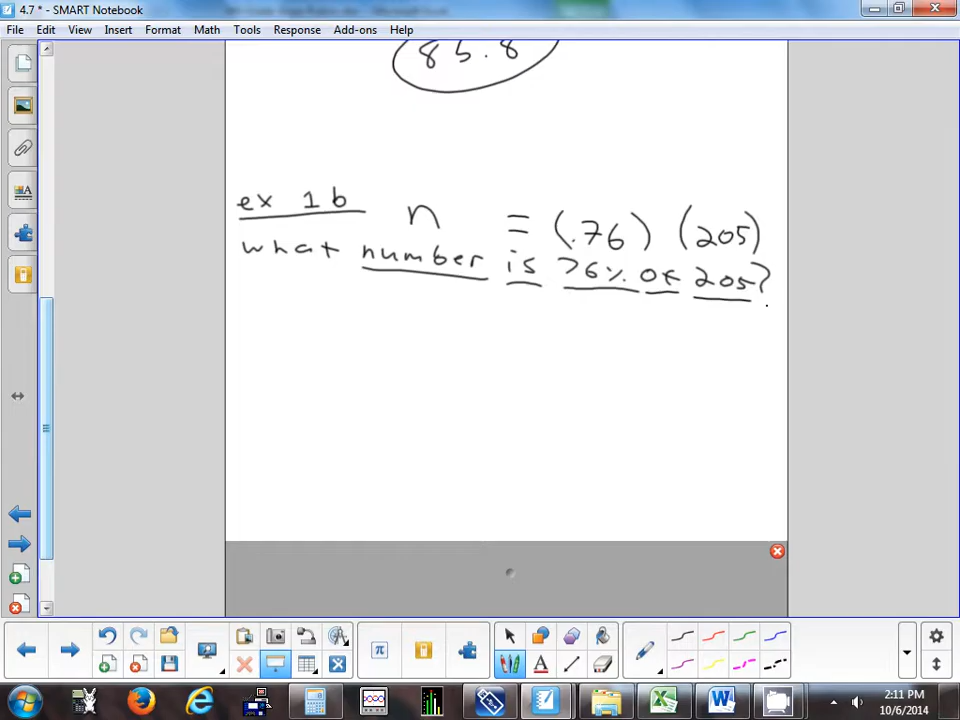 4.7 * - SMART Notebook
File Edit View Insert Format Math Tools Response Add-ons Help
85.8
ex 1b
n = (.76) (205)
what number is 76% of 205?
2:11 PM
10/6/2014